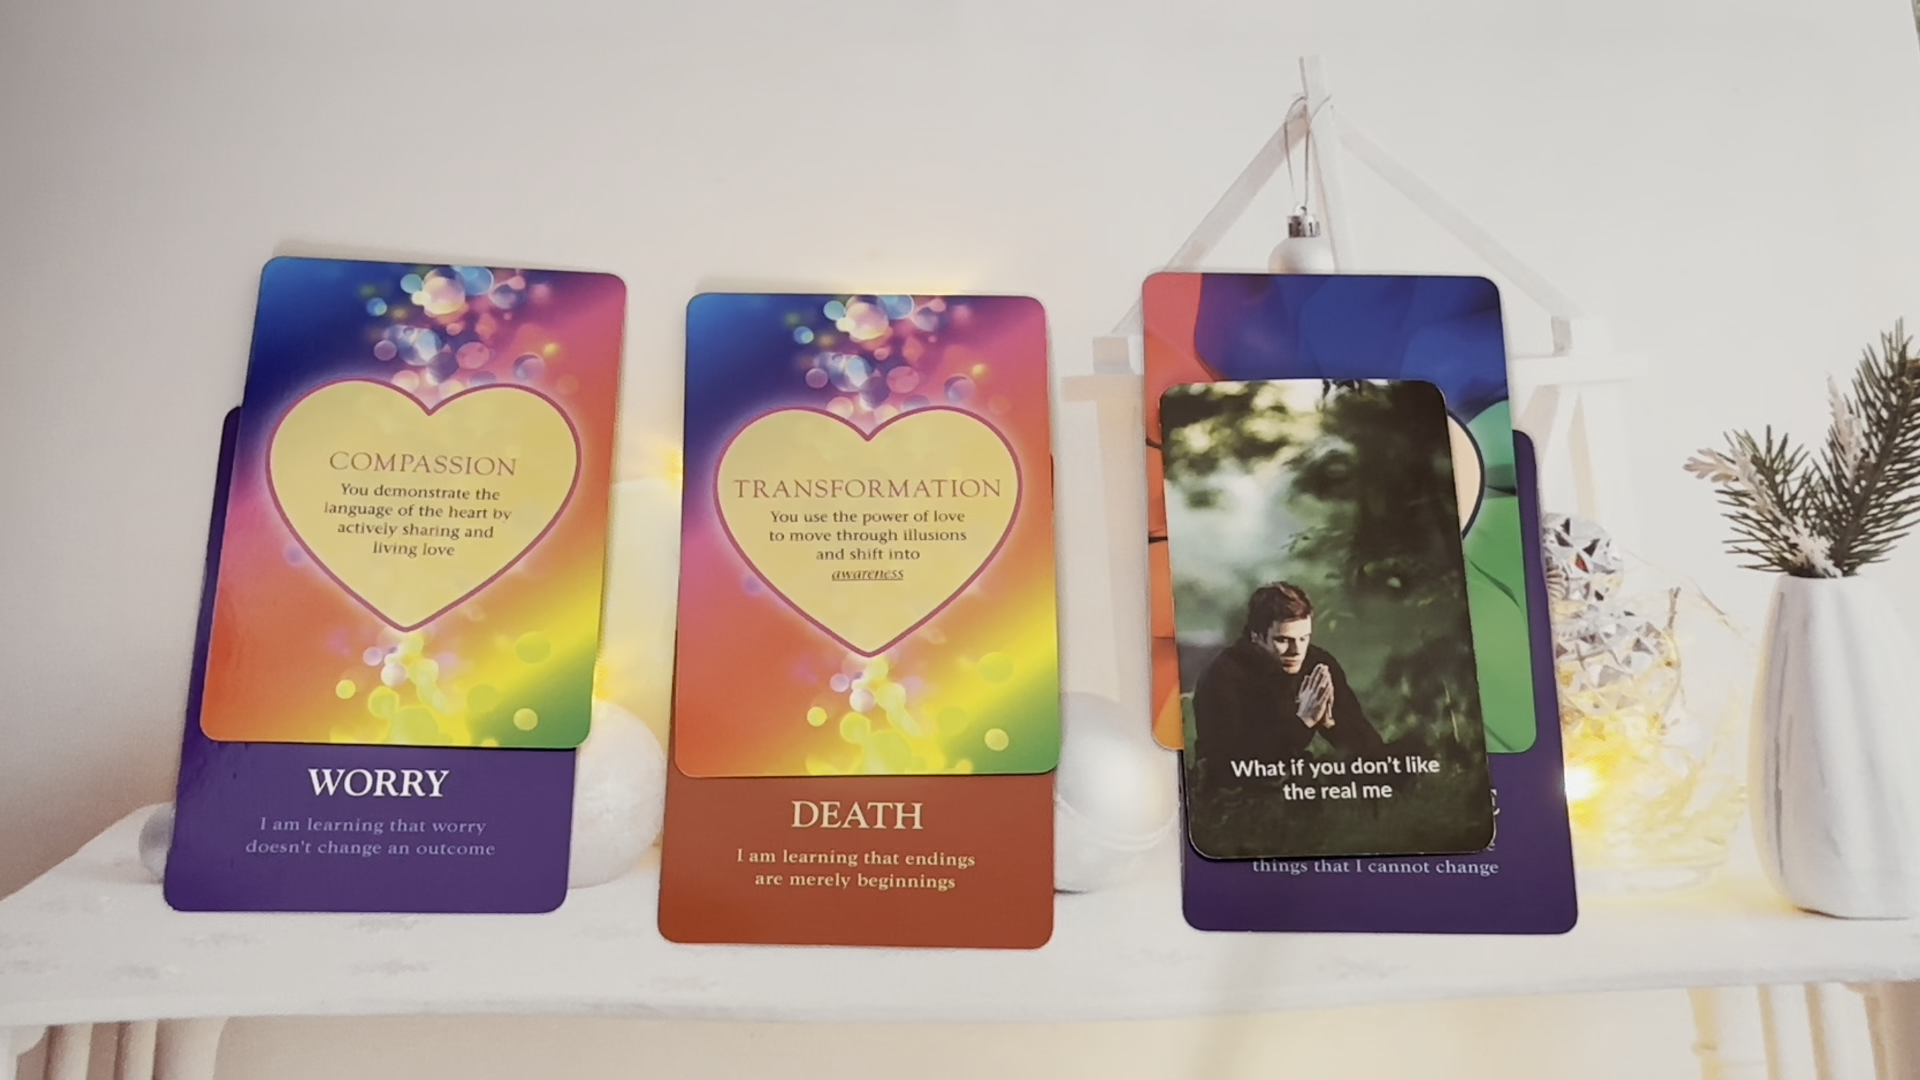 COMPASSION
You demonstrate the
language of the heart by
actively sharing and
living love
WORRY
I am learning that worry
doesn't change an outcome
TRANSFORMATION
You use the power of love
to move through illusions
and shift into
awareness
DEATH
I am learning that endings
are merely beginnings
What if you don't like
the real me
things that I cannot change